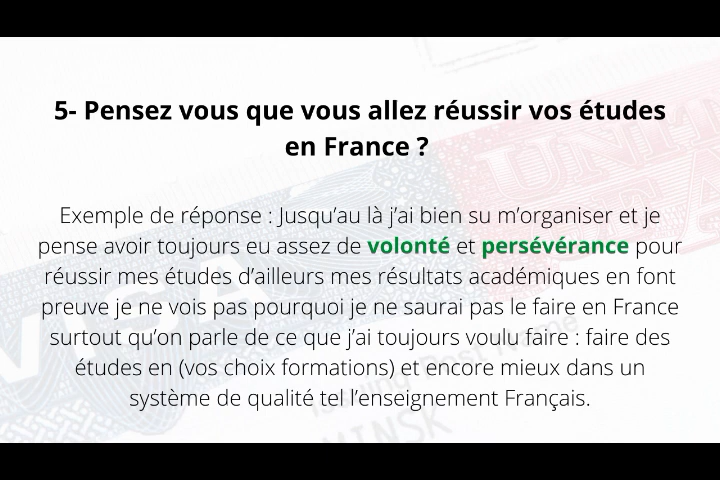 5- Pensez vous que vous allez réussir vos études
en France ?
Exemple de réponse : Jusqu’au là j’ai bien su m’organiser et je
pense avoir toujours eu assez de volonté et persévérance pour
réussir mes études d’ailleurs mes résultats académiques en font
preuve je ne vois pas pourquoi je ne saurai pas le faire en France
surtout qu’on parle de ce que j’ai toujours voulu faire : faire des
études en (vos choix formations) et encore mieux dans un
système de qualité tel l’enseignement Français.
VISA
MINSK